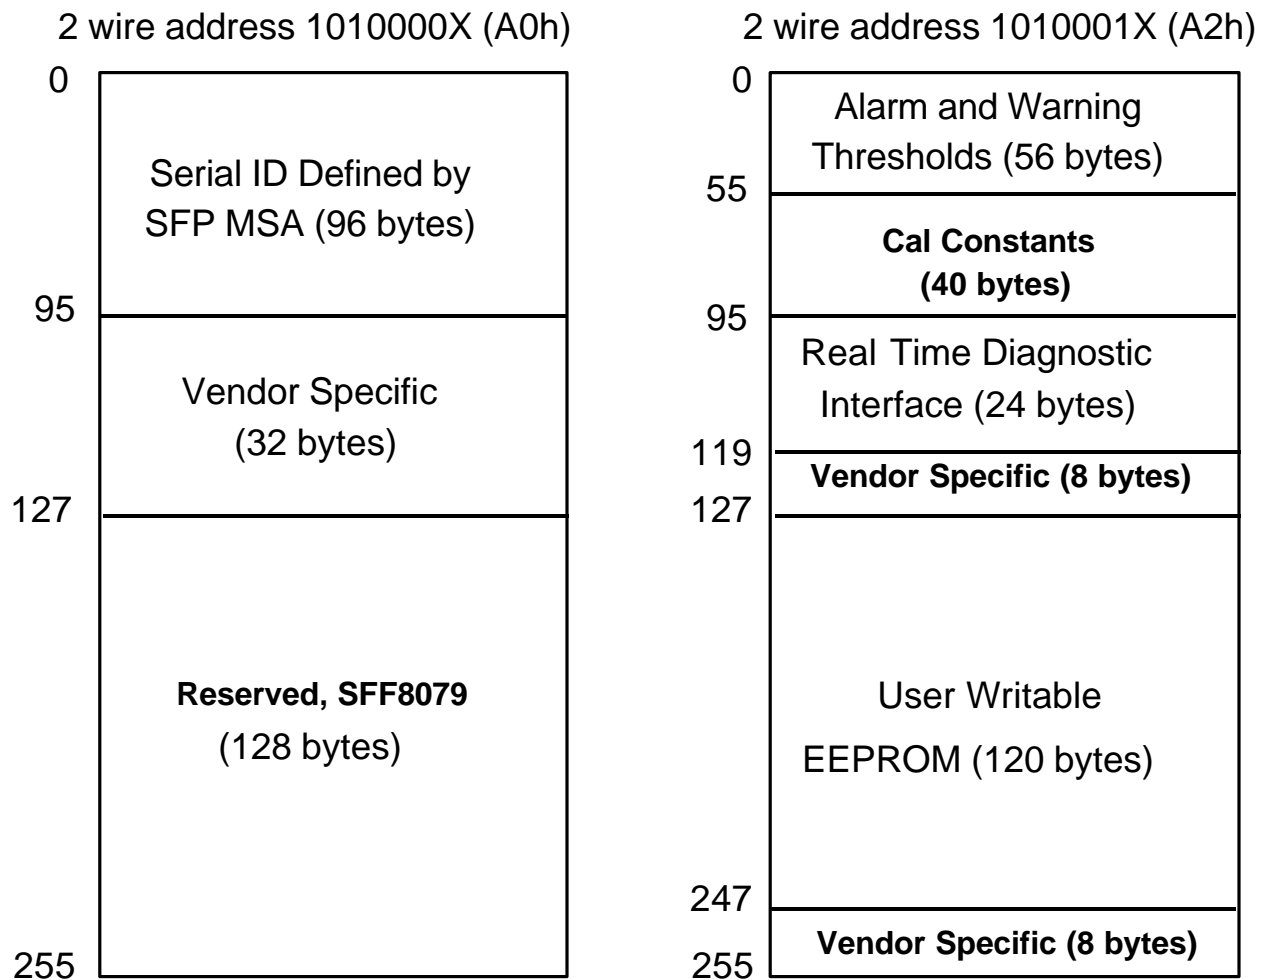 2 wire address 1010000X (A0h)
0
Serial ID Defined by
SFP MSA (96 bytes)
95
Vendor Specific
(32 bytes)
127
Reserved, SFF8079
(128 bytes)
255
2 wire address 1010001X (A2h)
0
Alarm and Warning
Thresholds (56 bytes)
55
Cal Constants
(40 bytes)
95
Real Time Diagnostic
Interface (24 bytes)
119
Vendor Specific (8 bytes)
127
User Writable
EEPROM (120 bytes)
247
Vendor Specific (8 bytes)
255